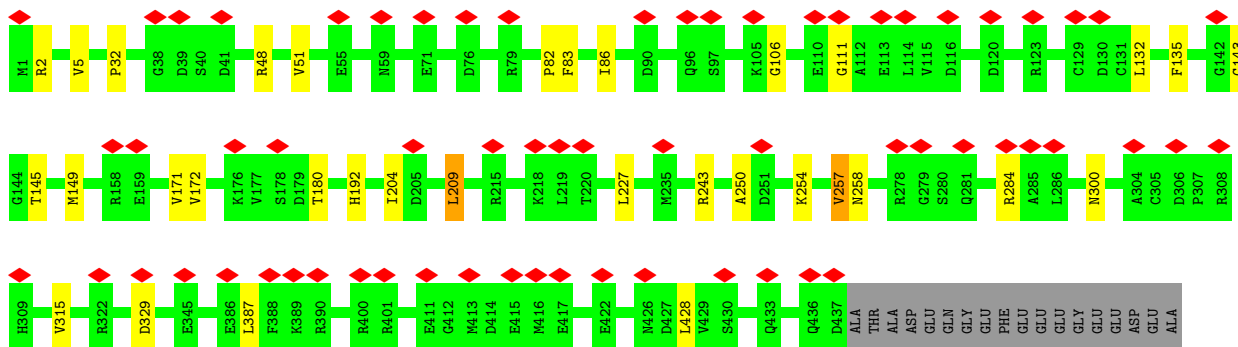 M1 R2 V5 P32 G38 D39 S40 D41 R48 V51 E55 N59 E71 D76 R79 P82 F83 I86 D90 Q96 S97 K105 G106 E110 G111 A112 E113 L114 V115 D116 D120 R123 C129 D130 C131 L132 F135 G142 G143
G144 T145 M149 R158 E159 V171 V172 K176 V177 S178 D179 T180 H192 I204 D205 L209 R215 K218 L219 T220 L227 M235 R243 A250 D251 K254 V257 N258 R278 G279 S280 Q281 R284 A285 L286 N300 A304 C305 D306 P307 R308
H309 V315 R322 D329 E345 E386 L387 F388 K389 R390 R400 R401 E411 G412 M413 D414 E415 M416 E417 E422 N426 D427 L428 V429 S430 Q433 Q436 D437 ALA THR ALA ASP GLU GLN GLY GLU PHE GLU GLU GLU GLY GLU GLU ASP GLU ALA